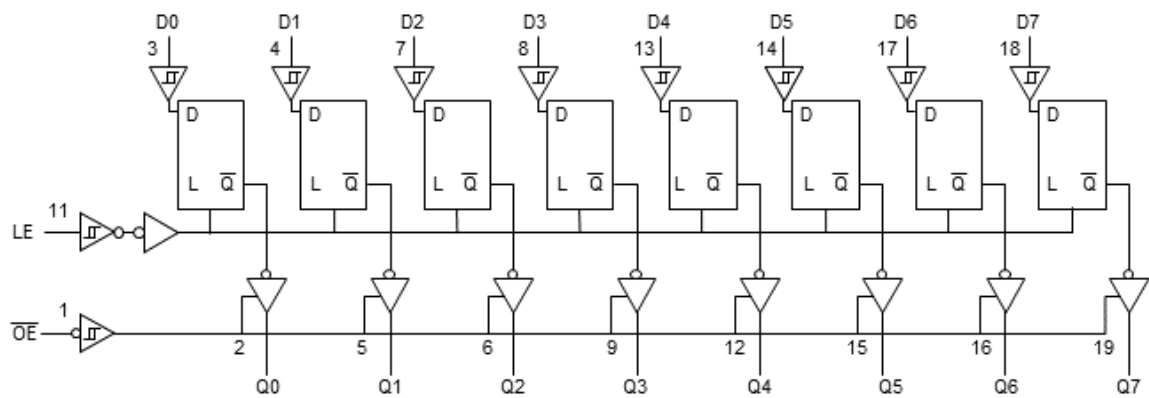 D0 D1 D2 D3 D4 D5 D6 D7
3 4 7 8 13 14 17 18
D D D D D D D D
L Q̅ L Q̅ L Q̅ L Q̅ L Q̅ L Q̅ L Q̅ L Q̅
11
LE
1
O̅E̅
2 5 6 9 12 15 16 19
Q0 Q1 Q2 Q3 Q4 Q5 Q6 Q7